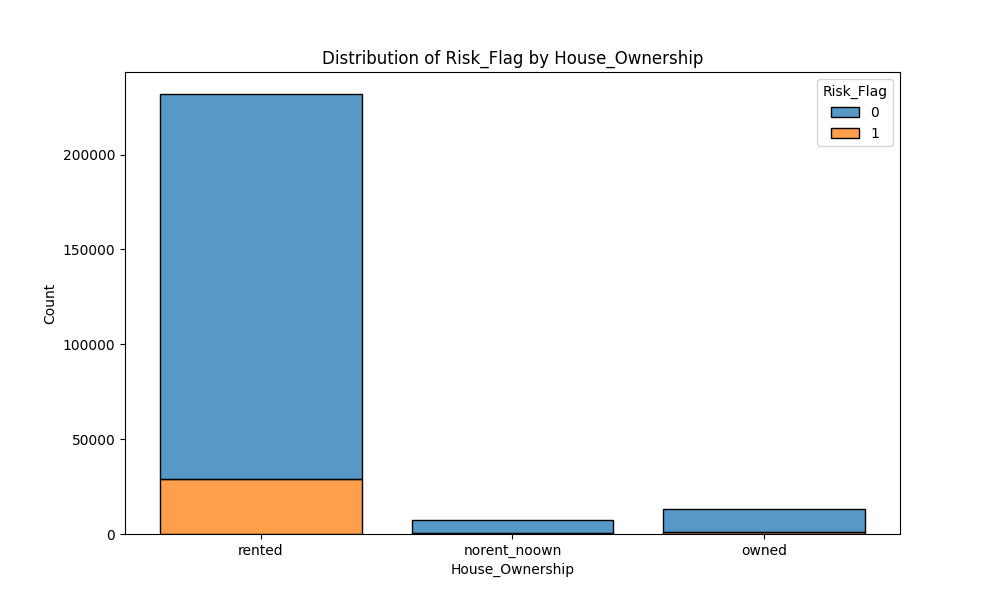 Distribution of Risk_Flag by House_Ownership
Risk_Flag
0
1
200000
150000
100000
50000
0
Count
rented
norent_noown
owned
House_Ownership